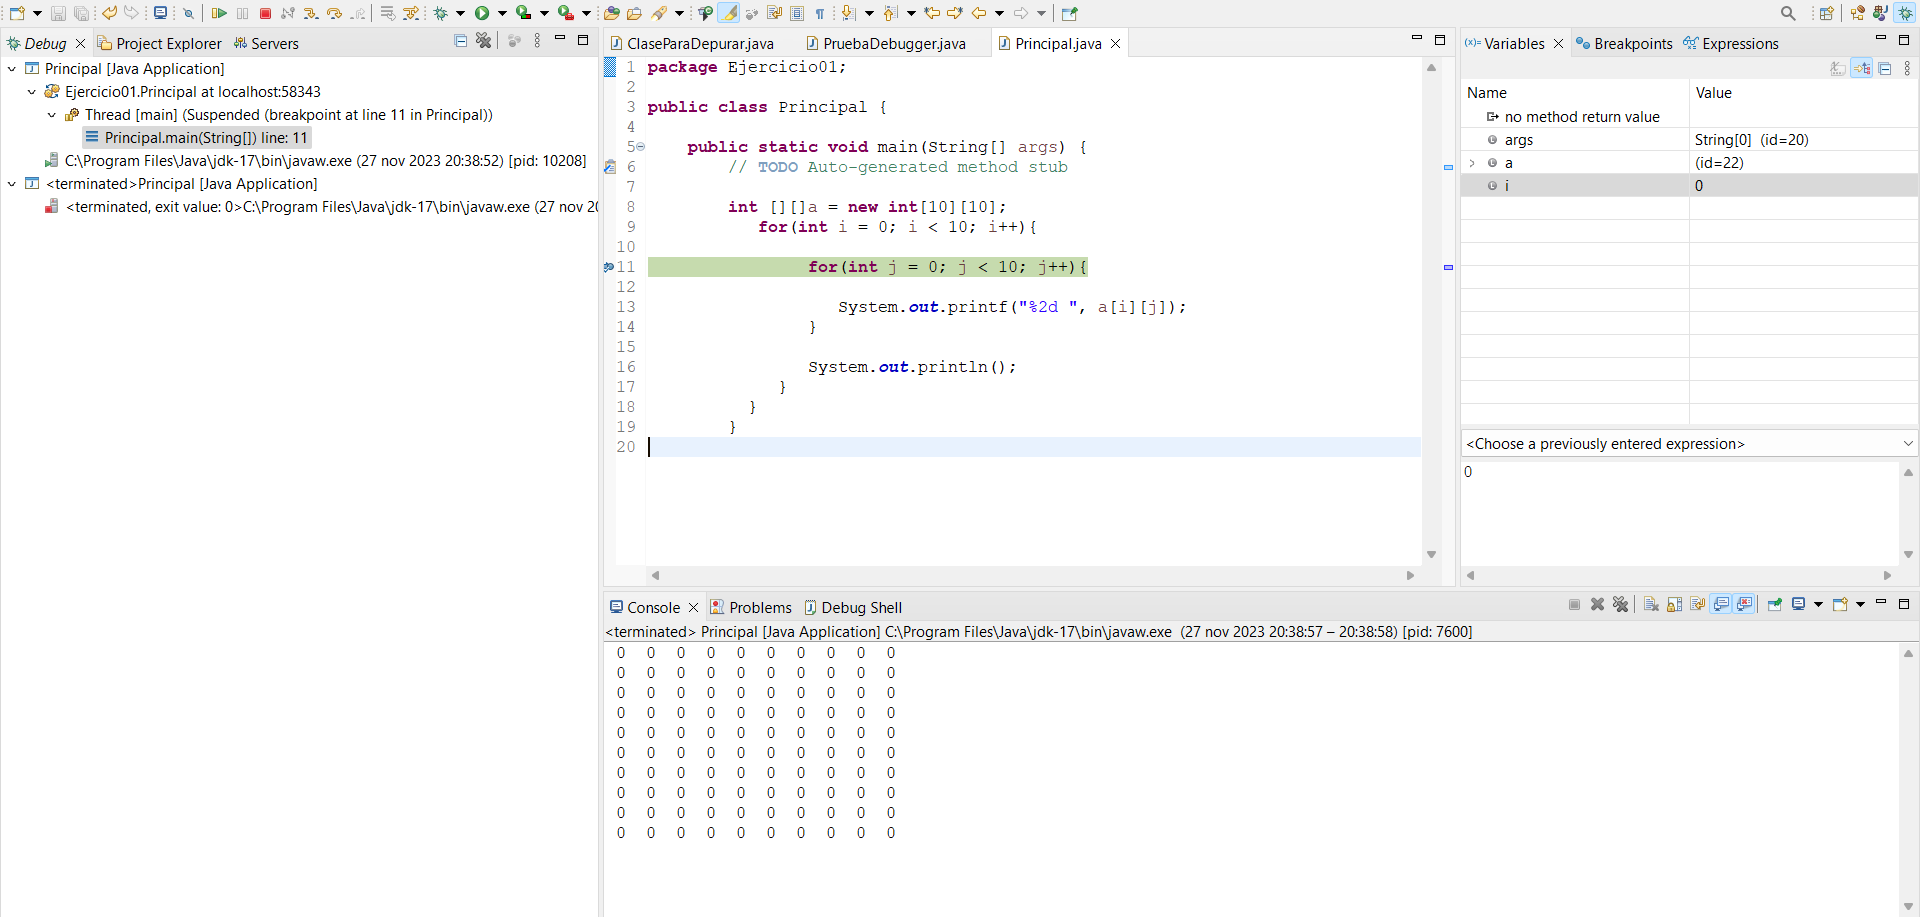 Debug Project Explorer Servers
Principal [Java Application]
Ejercicio01.Principal at localhost:58343
Thread [main] (Suspended (breakpoint at line 11 in Principal))
Principal.main(String[]) line: 11
C:\Program Files\Java\jdk-17\bin\javaw.exe (27 nov 2023 20:38:52) [pid: 10208]
<terminated>Principal [Java Application]
<terminated, exit value: 0>C:\Program Files\Java\jdk-17\bin\javaw.exe (27 nov 20
ClaseParaDepurar.java PruebaDebugger.java Principal.java
1 package Ejercicio01;
2
3 public class Principal {
4
5 public static void main(String[] args) {
6 // TODO Auto-generated method stub
7
8 int [][]a = new int[10][10];
9 for(int i = 0; i < 10; i++){
10
11 for(int j = 0; j < 10; j++){
12
13 System.out.printf("%2d ", a[i][j]);
14 }
15
16 System.out.println();
17 }
18 }
19 }
20
(x)= Variables Breakpoints Expressions
Name Value
no method return value
args String[0] (id=20)
a (id=22)
i 0
<Choose a previously entered expression>
0
Console Problems Debug Shell
<terminated> Principal [Java Application] C:\Program Files\Java\jdk-17\bin\javaw.exe (27 nov 2023 20:38:57 – 20:38:58) [pid: 7600]
0 0 0 0 0 0 0 0 0 0
0 0 0 0 0 0 0 0 0 0
0 0 0 0 0 0 0 0 0 0
0 0 0 0 0 0 0 0 0 0
0 0 0 0 0 0 0 0 0 0
0 0 0 0 0 0 0 0 0 0
0 0 0 0 0 0 0 0 0 0
0 0 0 0 0 0 0 0 0 0
0 0 0 0 0 0 0 0 0 0
0 0 0 0 0 0 0 0 0 0